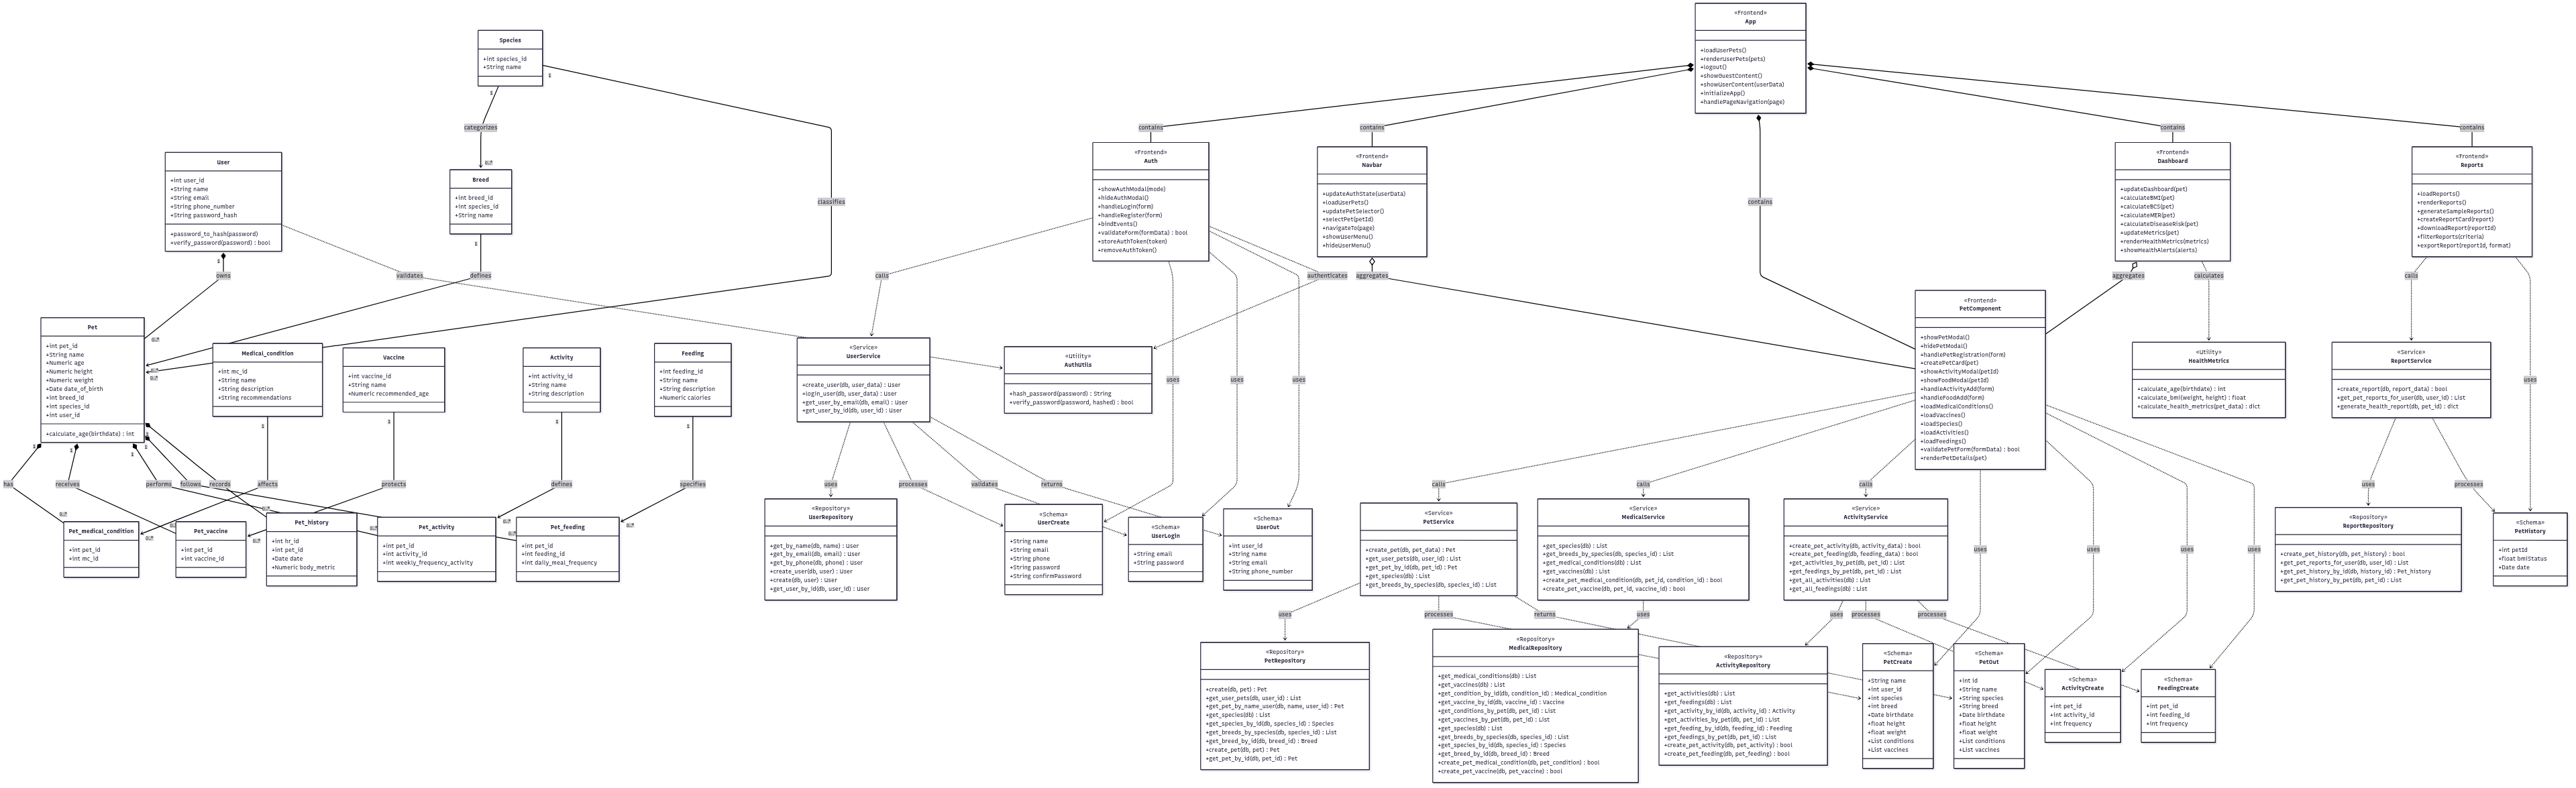 «Frontend»
App
+loadUserPets()
+renderUserPets(pets)
+logout()
+showGuestContent()
+showUserContent(userData)
+initializeApp()
+handlePageNavigation(page)
Species
+int species_id
+String name
1
1
categorizes
contains
contains
contains
contains
User
+int user_id
+String name
+String email
+String phone_number
+String password_hash
+password_to_hash(password)
+verify_password(password) : bool
Breed
+int breed_id
+int species_id
+String name
classifies
«Frontend»
Auth
+showAuthModal(mode)
+hideAuthModal()
+handleLogin(form)
+handleRegister(form)
+bindEvents()
+validateForm(formData) : bool
+storeAuthToken(token)
+removeAuthToken()
«Frontend»
Navbar
+updateAuthState(userData)
+loadUserPets()
+updatePetSelector()
+selectPet(petId)
+navigateTo(page)
+showUserMenu()
+hideUserMenu()
contains
«Frontend»
Dashboard
+updateDashboard(pet)
+calculateBMI(pet)
+calculateBCS(pet)
+calculateMER(pet)
+calculateDiseaseRisk(pet)
+updateMetrics(pet)
+renderHealthMetrics(metrics)
+showHealthAlerts(alerts)
«Frontend»
Reports
+loadReports()
+renderReports()
+generateSampleReports()
+createReportCard(report)
+downloadReport(reportId)
+filterReports(criteria)
+exportReport(reportId, format)
1
1
owns
validates
defines
calls
authenticates
aggregates
aggregates
calculates
calls
Pet
+int pet_id
+String name
+Numeric age
+Numeric height
+Numeric weight
+Date date_of_birth
+int breed_id
+int species_id
+int user_id
+calculate_age(birthdate) : int
Medical_condition
+int mc_id
+String name
+String description
+String recommendations
Vaccine
+int vaccine_id
+String name
+Numeric recommended_age
Activity
+int activity_id
+String name
+String description
Feeding
+int feeding_id
+String name
+String description
+Numeric calories
«Service»
UserService
+create_user(db, user_data) : User
+login_user(db, user_data) : User
+get_user_by_email(db, email) : User
+get_user_by_id(db, user_id) : User
«Utility»
AuthUtils
+hash_password(password) : String
+verify_password(password, hashed) : bool
uses
uses
uses
«Frontend»
PetComponent
+showPetModal()
+hidePetModal()
+handlePetRegistration(form)
+createPetCard(pet)
+showActivityModal(petId)
+showFoodModal(petId)
+handleActivityAdd(form)
+handleFoodAdd(form)
+loadMedicalConditions()
+loadVaccines()
+loadSpecies()
+loadActivities()
+loadFeedings()
+validatePetForm(formData) : bool
+renderPetDetails(pet)
«Utility»
HealthMetrics
+calculate_age(birthdate) : int
+calculate_bmi(weight, height) : float
+calculate_health_metrics(pet_data) : dict
«Service»
ReportService
+create_report(db, report_data) : bool
+get_pet_reports_for_user(db, user_id) : List
+generate_health_report(db, pet_id) : dict
uses
1
1
1
1
1
1
1
1
has
receives
performs
follows
records
affects
protects
defines
specifies
uses
processes
validates
returns
calls
calls
calls
uses
processes
Pet_medical_condition
+int pet_id
+int mc_id
Pet_vaccine
+int pet_id
+int vaccine_id
Pet_history
+int hr_id
+int pet_id
+Date date
+Numeric body_metric
Pet_activity
+int pet_id
+int activity_id
+int weekly_frequency_activity
Pet_feeding
+int pet_id
+int feeding_id
+int daily_meal_frequency
«Repository»
UserRepository
+get_by_name(db, name) : User
+get_by_email(db, email) : User
+get_by_phone(db, phone) : User
+create_user(db, user) : User
+create(db, user) : User
+get_user_by_id(db, user_id) : User
«Schema»
UserCreate
+String name
+String email
+String phone
+String password
+String confirmPassword
«Schema»
UserLogin
+String email
+String password
«Schema»
UserOut
+int user_id
+String name
+String email
+String phone_number
«Service»
PetService
+create_pet(db, pet_data) : Pet
+get_user_pets(db, user_id) : List
+get_pet_by_id(db, pet_id) : Pet
+get_species(db) : List
+get_breeds_by_species(db, species_id) : List
«Service»
MedicalService
+get_species(db) : List
+get_breeds_by_species(db, species_id) : List
+get_medical_conditions(db) : List
+get_vaccines(db) : List
+create_pet_medical_condition(db, pet_id, condition_id) : bool
+create_pet_vaccine(db, pet_id, vaccine_id) : bool
«Service»
ActivityService
+create_pet_activity(db, activity_data) : bool
+create_pet_feeding(db, feeding_data) : bool
+get_activities_by_pet(db, pet_id) : List
+get_feedings_by_pet(db, pet_id) : List
+get_all_activities(db) : List
+get_all_feedings(db) : List
uses
uses
uses
uses
«Repository»
ReportRepository
+create_pet_history(db, pet_history) : bool
+get_pet_reports_for_user(db, user_id) : List
+get_pet_history_by_id(db, history_id) : Pet_history
+get_pet_history_by_pet(db, pet_id) : List
«Schema»
PetHistory
+int petId
+float bmiStatus
+Date date
uses
processes
returns
uses
uses
processes
processes
«Repository»
PetRepository
+create(db, pet) : Pet
+get_user_pets(db, user_id) : List
+get_pet_by_name_user(db, name, user_id) : Pet
+get_species(db) : List
+get_species_by_id(db, species_id) : Species
+get_breeds_by_species(db, species_id) : List
+get_breed_by_id(db, breed_id) : Breed
+create_pet(db, pet) : Pet
+get_pet_by_id(db, pet_id) : Pet
«Repository»
MedicalRepository
+get_medical_conditions(db) : List
+get_vaccines(db) : List
+get_condition_by_id(db, condition_id) : Medical_condition
+get_vaccine_by_id(db, vaccine_id) : Vaccine
+get_conditions_by_pet(db, pet_id) : List
+get_vaccines_by_pet(db, pet_id) : List
+get_species(db) : List
+get_breeds_by_species(db, species_id) : List
+get_species_by_id(db, species_id) : Species
+get_breed_by_id(db, breed_id) : Breed
+create_pet_medical_condition(db, pet_condition) : bool
+create_pet_vaccine(db, pet_vaccine) : bool
«Repository»
ActivityRepository
+get_activities(db) : List
+get_feedings(db) : List
+get_activity_by_id(db, activity_id) : Activity
+get_activities_by_pet(db, pet_id) : List
+get_feeding_by_id(db, feeding_id) : Feeding
+get_feedings_by_pet(db, pet_id) : List
+create_pet_activity(db, pet_activity) : bool
+create_pet_feeding(db, pet_feeding) : bool
«Schema»
PetCreate
+String name
+int user_id
+int species
+int breed
+Date birthdate
+float height
+float weight
+List conditions
+List vaccines
«Schema»
PetOut
+int id
+String name
+String species
+String breed
+Date birthdate
+float height
+float weight
+List conditions
+List vaccines
«Schema»
ActivityCreate
+int pet_id
+int activity_id
+int frequency
«Schema»
FeedingCreate
+int pet_id
+int feeding_id
+int frequency